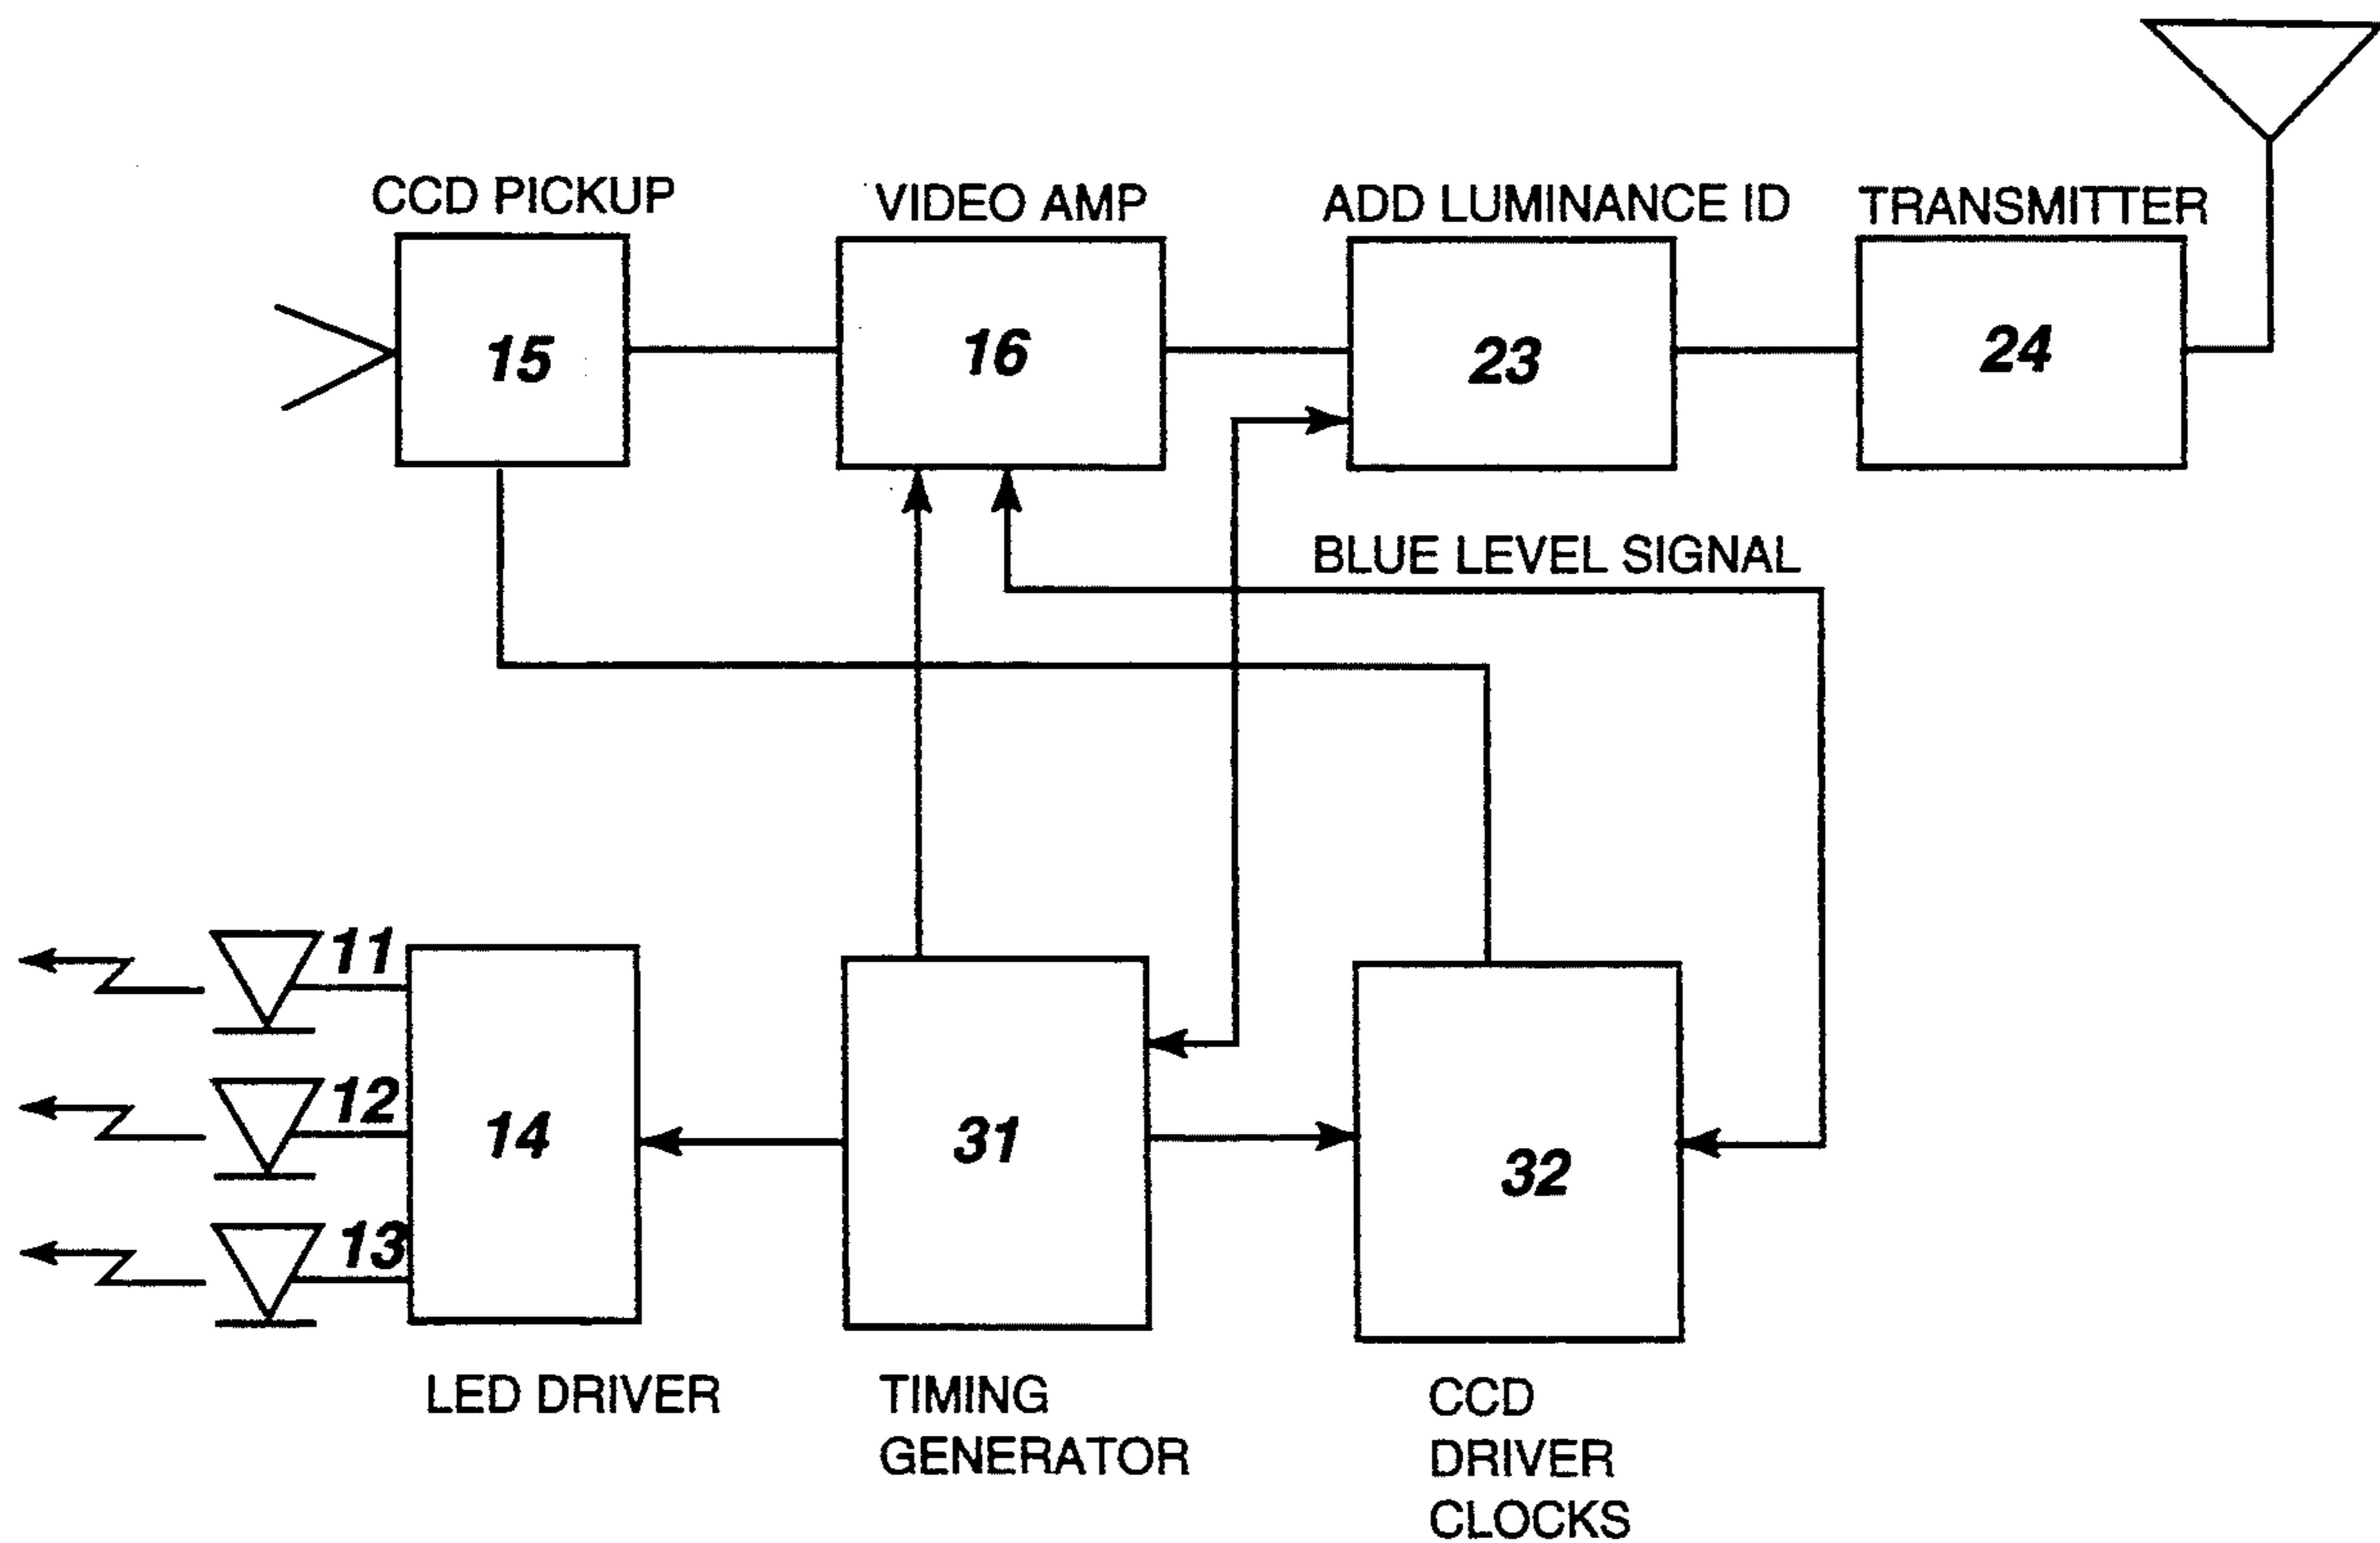 CCD PICKUP
VIDEO AMP
ADD LUMINANCE ID
TRANSMITTER
15
16
23
24
BLUE LEVEL SIGNAL
11
12
13
14
31
32
LED DRIVER
TIMING
GENERATOR
CCD
DRIVER
CLOCKS